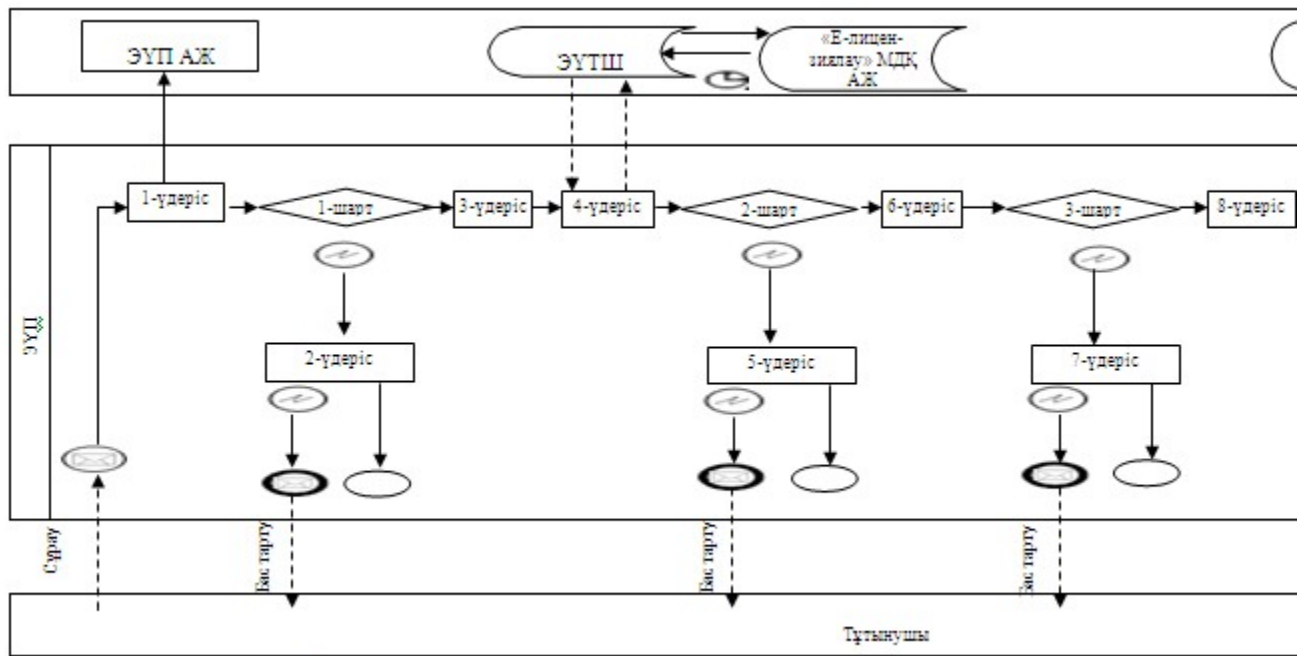 ЭҮП АЖ
ЭҮТШ
«Е-лицен-
зиялау» МДҚ
АЖ
ЭҮП
1-үдеріс
1-шарт
3-үдеріс
4-үдеріс
2-шарт
6-үдеріс
3-шарт
8-үдеріс
2-үдеріс
5-үдеріс
7-үдеріс
Сұрау
Бас тарту
Бас тарту
Бас тарту
Тұтынушы